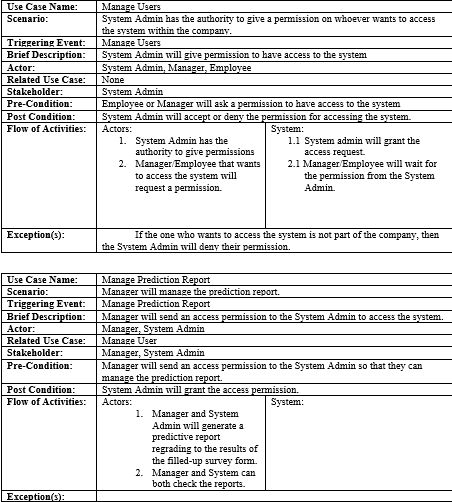 Use Case Name: Manage Users
Scenario: System Admin has the authority to give a permission on whoever wants to access
the system within the company.
Triggering Event: Manage Users
Brief Description: System Admin will give permission to have access to the system
Actor: System Admin, Manager, Employee
Related Use Case: None
Stakeholder: System Admin
Pre-Condition: Employee or Manager will ask a permission to have access to the system
Post Condition: System Admin will accept or deny the permission for accessing the system.
Flow of Activities: Actors:
1. System Admin has the
authority to give permissions
2. Manager/Employee that wants
to access the system will
request a permission.
System:
1.1 System admin will grant the
access request.
2.1 Manager/Employee will wait for
the permission from the System
Admin.
Exception(s): If the one who wants to access the system is not part of the company, then
the System Admin will deny their permission.
Use Case Name: Manage Prediction Report
Scenario: Manager will manage the prediction report.
Triggering Event: Manage Prediction Report
Brief Description: Manager will send an access permission to the System Admin to access the system.
Actor: Manager, System Admin
Related Use Case: Manage User
Stakeholder: Manager, System Admin
Pre-Condition: Manager will send an access permission to the System Admin so that they can
manage the prediction report.
Post Condition: System Admin will grant the access permission.
Flow of Activities: Actors:
1. Manager and System
Admin will generate a
predictive report
regrading to the results of
the filled-up survey form.
2. Manager and System can
both check the reports.
System:
Exception(s):